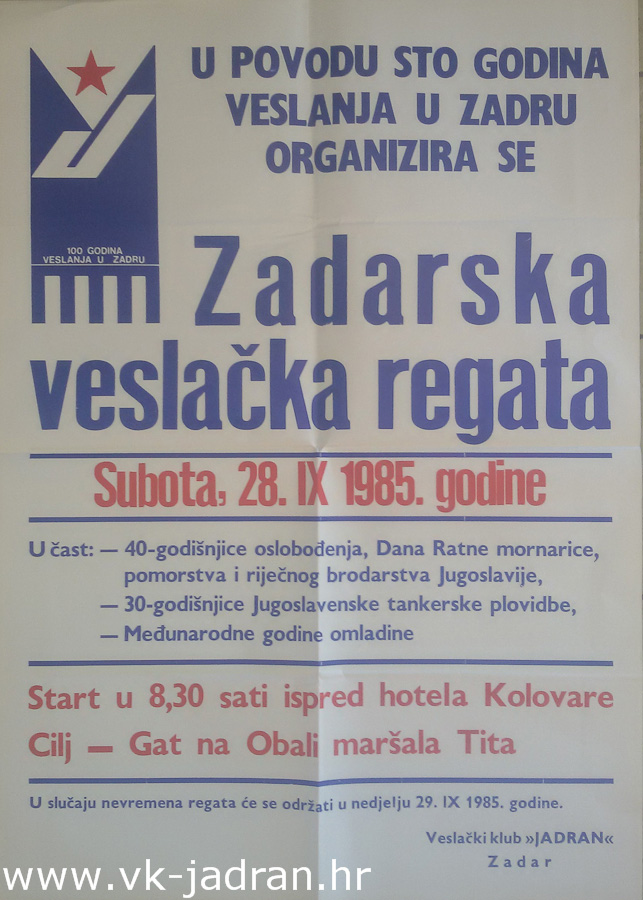 U POVODU STO GODINA
VESLANJA U ZADRU
ORGANIZIRA SE
100 GODINA
VESLANJA U ZADRU
Zadarska
veslačka regata
Subota, 28. IX 1985. godine
U čast: — 40-godišnjice oslobođenja, Dana Ratne mornarice,
pomorstva i riječnog brodarstva Jugoslavije,
— 30-godišnjice Jugoslavenske tankerske plovidbe,
— Međunarodne godine omladine
Start u 8,30 sati ispred hotela Kolovare
Cilj — Gat na Obali maršala Tita
U slučaju nevremena regata će se održati u nedjelju 29. IX 1985. godine.
Veslački klub »JADRAN«
Zadar
www.vk-jadran.hr